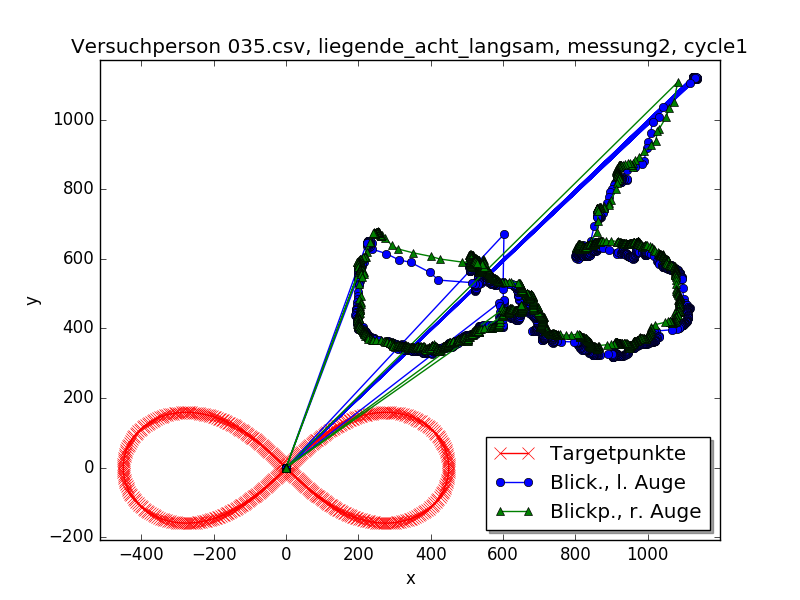 Versuchperson 035.csv, liegende_acht_langsam, messung2, cycle1
1000
800
600
400
200
0
−200
y
−400
−200
0
200
400
600
800
1000
x
Targetpunkte
Blick., l. Auge
Blickp., r. Auge